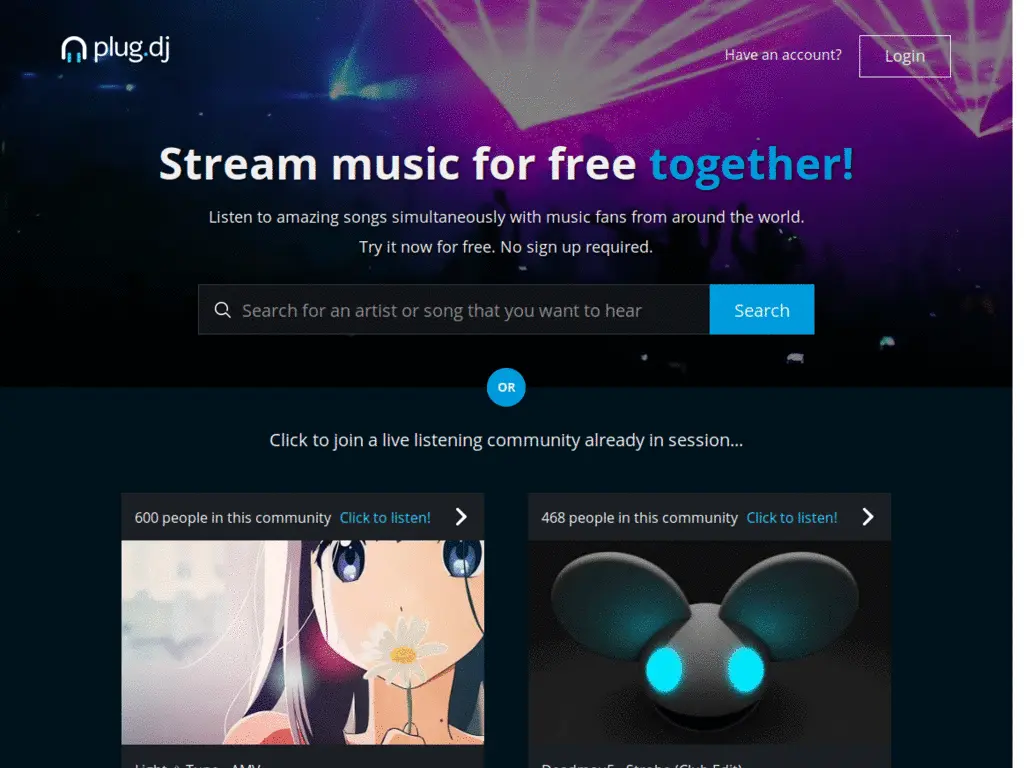 plug.dj
Have an account?
Login
Stream music for free together!
Listen to amazing songs simultaneously with music fans from around the world.
Try it now for free. No sign up required.
Search for an artist or song that you want to hear
Search
OR
Click to join a live listening community already in session...
600 people in this community Click to listen!
468 people in this community Click to listen!